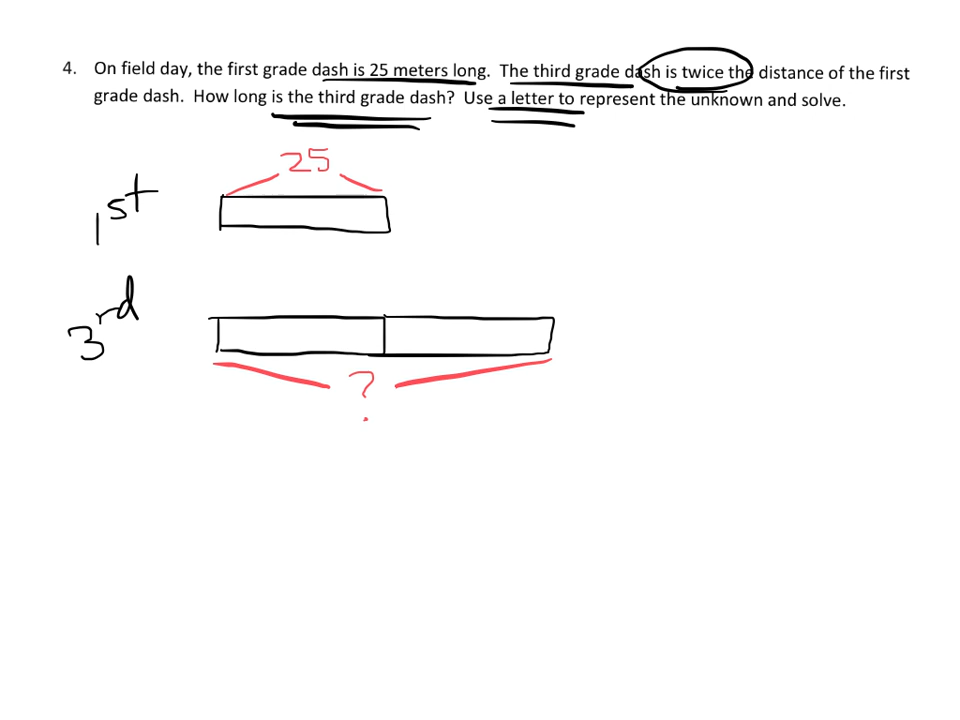 4. On field day, the first grade dash is 25 meters long. The third grade dash is twice the distance of the first
grade dash. How long is the third grade dash? Use a letter to represent the unknown and solve.
25
1st
3rd
?